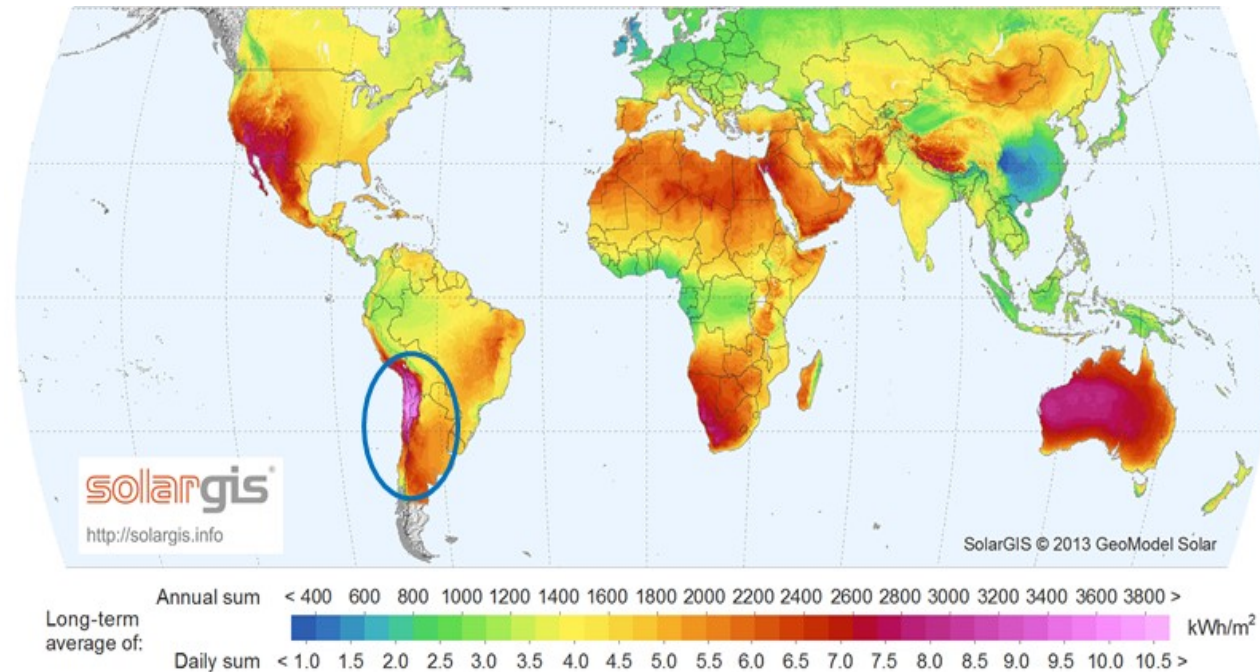 solargis®
http://solargis.info
SolarGIS © 2013 GeoModel Solar
Annual sum < 400 600 800 1000 1200 1400 1600 1800 2000 2200 2400 2600 2800 3000 3200 3400 3600 3800 >
Long-term average of: kWh/m²
Daily sum < 1.0 1.5 2.0 2.5 3.0 3.5 4.0 4.5 5.0 5.5 6.0 6.5 7.0 7.5 8.0 8.5 9.0 9.5 10.0 10.5 >